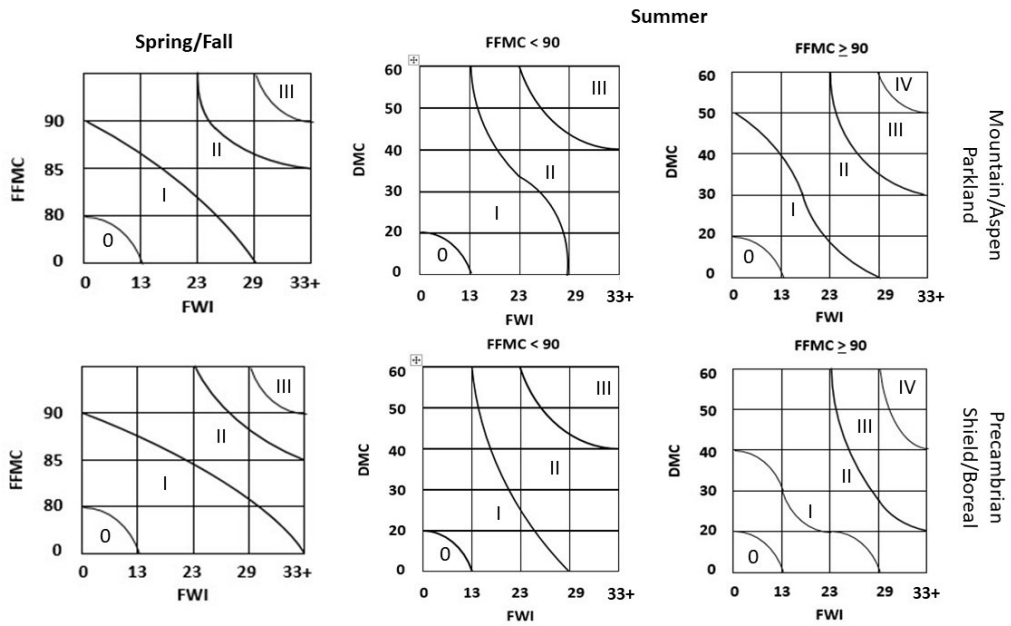 Summer
Spring/Fall
FFMC < 90
FFMC ≥ 90
FFMC
90
85
80
0
0
I
II
III
0 13 23 29 33+
FWI
DMC
60
50
40
30
20
0
0
I
II
III
0 13 23 29 33+
FWI
DMC
60
50
40
30
20
0
0
I
II
III
IV
0 13 23 29 33+
FWI
Mountain/Aspen
Parkland
FFMC < 90
FFMC ≥ 90
FFMC
90
85
80
0
0
I
II
III
0 13 23 29 33+
FWI
DMC
60
50
40
30
20
0
0
I
II
III
0 13 23 29 33+
FWI
DMC
60
50
40
30
20
0
0
I
II
III
IV
0 13 23 29 33+
FWI
Precambrian
Shield/Boreal